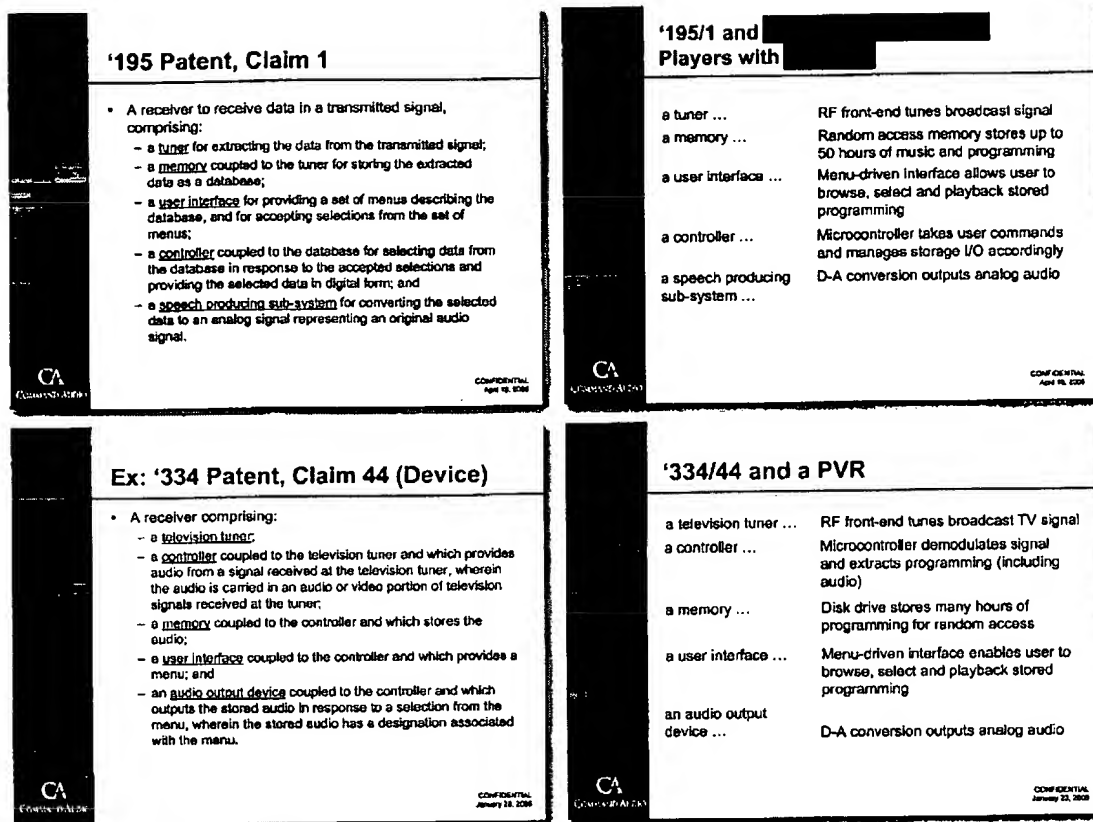 '195 Patent, Claim 1
• A receiver to receive data in a transmitted signal,
comprising:
– a tuner for extracting the data from the transmitted signal;
– a memory coupled to the tuner for storing the extracted
data as a database;
– a user interface for providing a set of menus describing the
database, and for accepting selections from the set of
menus;
– a controller coupled to the database for selecting data from
the database in response to the accepted selections and
providing the selected data in digital form; and
– a speech producing sub-system for converting the selected
data to an analog signal representing an original audio
signal.
CA
COMMAND AUDIO
CONFIDENTIAL
April
'195/1 and
Players with
a tuner ... RF front-end tunes broadcast signal
a memory ... Random access memory stores up to
50 hours of music and programming
a user interface ... Menu-driven interface allows user to
browse, select and playback stored
programming
a controller ... Microcontroller takes user commands
and manages storage I/O accordingly
a speech producing D-A conversion outputs analog audio
sub-system ...
CA
COMMAND AUDIO
CONFIDENTIAL
April
Ex: '334 Patent, Claim 44 (Device)
• A receiver comprising:
– a television tuner;
– a controller coupled to the television tuner and which provides
audio from a signal received at the television tuner, wherein
the audio is carried in an audio or video portion of television
signals received at the tuner;
– a memory coupled to the controller and which stores the
audio;
– a user interface coupled to the controller and which provides a
menu; and
– an audio output device coupled to the controller and which
outputs the stored audio in response to a selection from the
menu, wherein the stored audio has a designation associated
with the menu.
CA
COMMAND AUDIO
CONFIDENTIAL
January
'334/44 and a PVR
a television tuner ... RF front-end tunes broadcast TV signal
a controller ... Microcontroller demodulates signal
and extracts programming (including
audio)
a memory ... Disk drive stores many hours of
programming for random access
a user interface ... Menu-driven interface enables user to
browse, select and playback stored
programming
an audio output
device ... D-A conversion outputs analog audio
CA
COMMAND AUDIO
CONFIDENTIAL
January